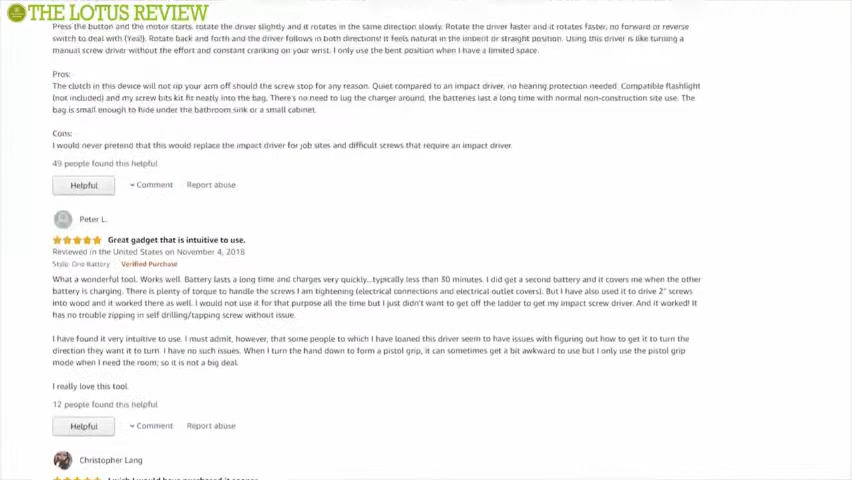 THE LOTUS REVIEW
Press the button and the motor starts. rotate the driver slightly and it rotates in the same direction slowly. Rotate the driver faster and it rotates faster, no forward or reverse
switch to deal with (Yea!). Rotate back and forth and the driver follows in both directions! It feels natural in the inbent or straight position. Using this driver is like turning a
manual screw driver without the effort and constant cranking on your wrist. I only use the bent position when I have a limited space.
Pros:
The clutch in this device will not rip your arm off should the screw stop for any reason. Quiet compared to an impact driver, no hearing protection needed. Compatible flashlight
(not included) and my screw bits kit fit neatly into the bag. There's no need to lug the charger around, the batteries last a long time with normal non-construction site use. The
bag is small enough to hide under the bathroom sink or a small cabinet.
Cons:
I would never pretend that this would replace the impact driver for job sites and difficult screws that require an impact driver.
49 people found this helpful
Helpful
Comment
Report abuse
Peter L.
Great gadget that is intuitive to use.
Reviewed in the United States on November 4, 2018
Style: One Battery Verified Purchase
What a wonderful tool. Works well. Battery lasts a long time and charges very quickly...typically less than 30 minutes. I did get a second battery and it covers me when the other
battery is charging. There is plenty of torque to handle the screws I am tightening (electrical connections and electrical outlet covers). But I have also used it to drive 2" screws
into wood and it worked there as well. I would not use it for that purpose all the time but I just didn't want to get off the ladder to get my impact screw driver. And it worked! It
has no trouble zipping in self drilling/tapping screw without issue.
I have found it very intuitive to use. I must admit, however, that some people to which I have loaned this driver seem to have issues with figuring out how to get it to turn the
direction they want it to turn. I have no such issues. When I turn the hand down to form a pistol grip, it can sometimes get a bit awkward to use but I only use the pistol grip
mode when I need the room; so it is not a big deal.
I really love this tool.
12 people found this helpful
Helpful
Comment
Report abuse
Christopher Lang